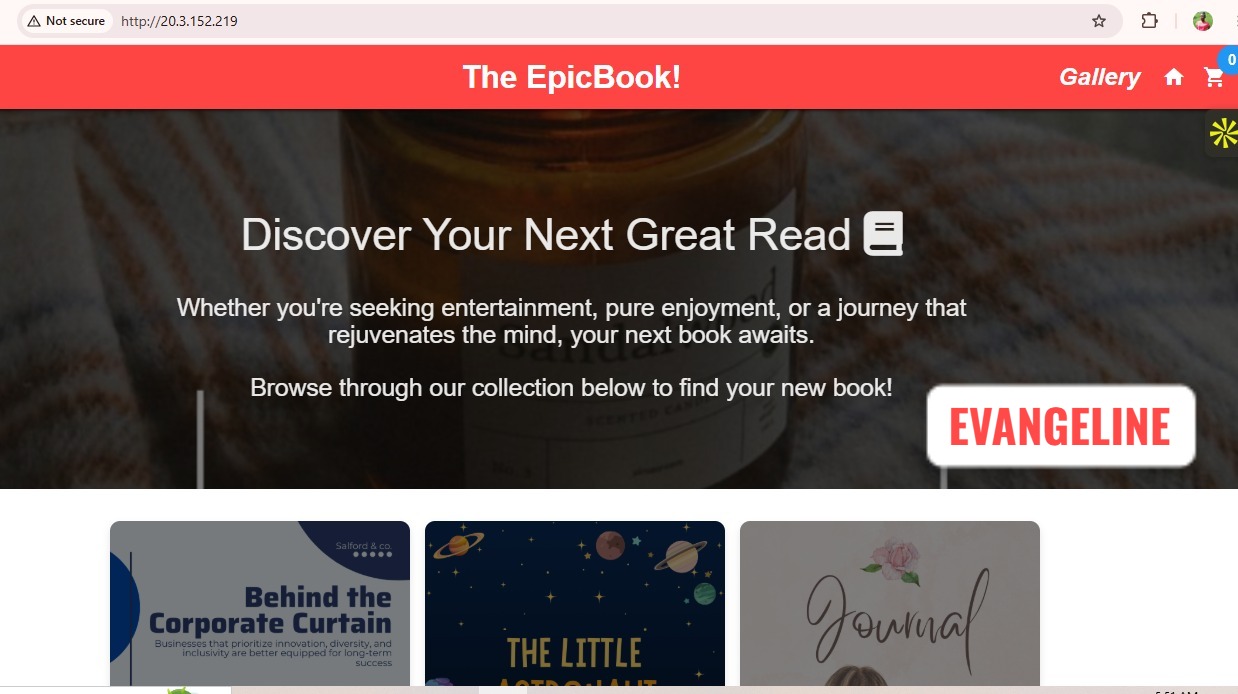 Not secure http://20.3.152.219
The EpicBook!
Gallery
0
Discover Your Next Great Read
Whether you're seeking entertainment, pure enjoyment, or a journey that
rejuvenates the mind, your next book awaits.
Browse through our collection below to find your new book!
EVANGELINE
Salford & co.
Behind the
Corporate Curtain
Businesses that prioritize innovation, diversity, and
inclusivity are better equipped for long-term
success
THE LITTLE
ASTRONAUT
Journal